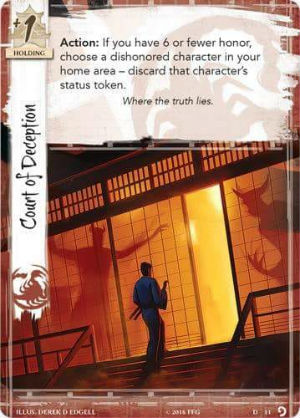 +1
HOLDING
Action: If you have 6 or fewer honor,
choose a dishonored character in your
home area – discard that character's
status token.
Where the truth lies.
Court of Deception
ILLUS. DEREK D EDGELL
© 2018 FFG
D 11